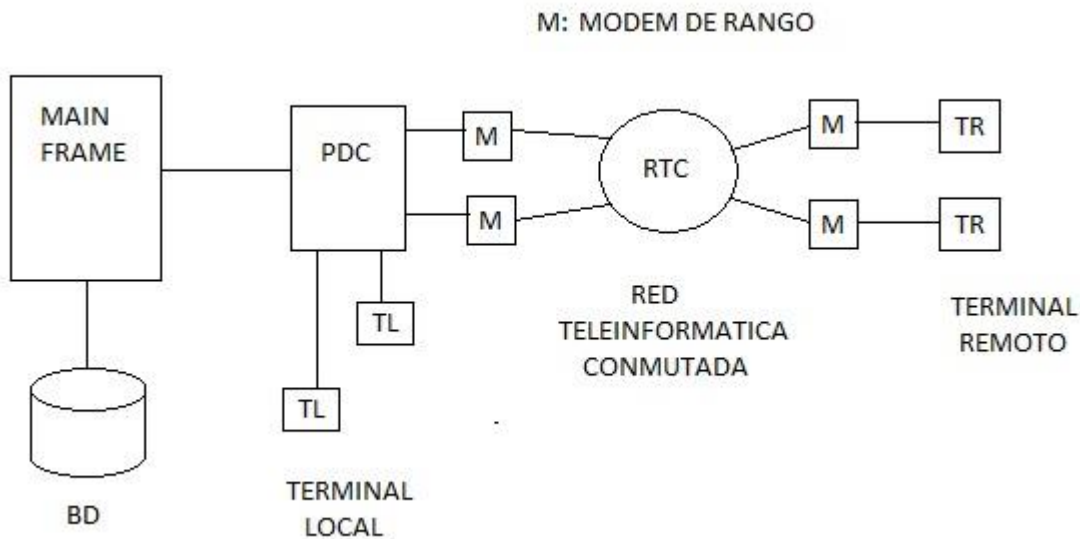 M: MODEM DE RANGO
MAIN
FRAME
PDC
M
M
RTC
M
TR
M
TR
TL
TL
RED
TELEINFORMATICA
CONMUTADA
TERMINAL
REMOTO
BD
TERMINAL
LOCAL